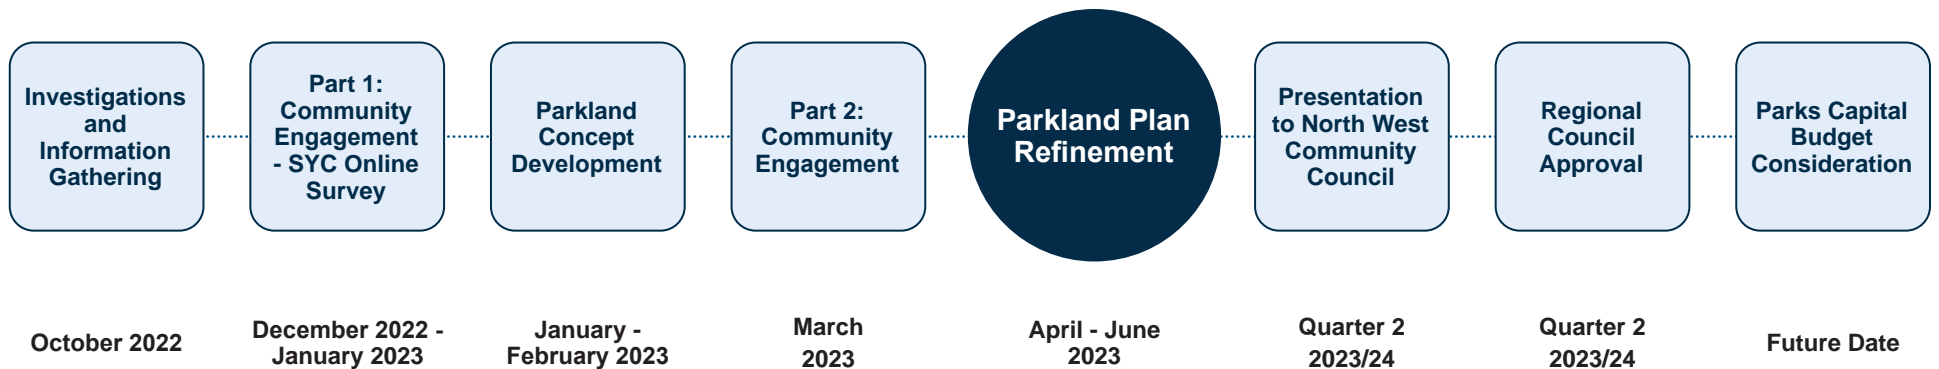 Investigations
and
Information
Gathering
Part 1:
Community
Engagement
- SYC Online
Survey
Parkland
Concept
Development
Part 2:
Community
Engagement
Parkland Plan
Refinement
Presentation
to North West
Community
Council
Regional
Council
Approval
Parks Capital
Budget
Consideration
October 2022
December 2022 -
January 2023
January -
February 2023
March
2023
April - June
2023
Quarter 2
2023/24
Quarter 2
2023/24
Future Date